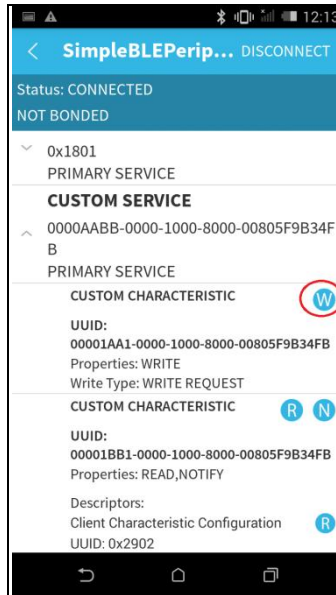 12:13
SimpleBLEPerip... DISCONNECT
Status: CONNECTED
NOT BONDED
0x1801
PRIMARY SERVICE
CUSTOM SERVICE
0000AABB-0000-1000-8000-00805F9B34F
B
PRIMARY SERVICE
CUSTOM CHARACTERISTIC W
UUID:
00001AA1-0000-1000-8000-00805F9B34FB
Properties: WRITE
Write Type: WRITE REQUEST
CUSTOM CHARACTERISTIC R N
UUID:
00001BB1-0000-1000-8000-00805F9B34FB
Properties: READ,NOTIFY
Descriptors:
Client Characteristic Configuration R
UUID: 0x2902